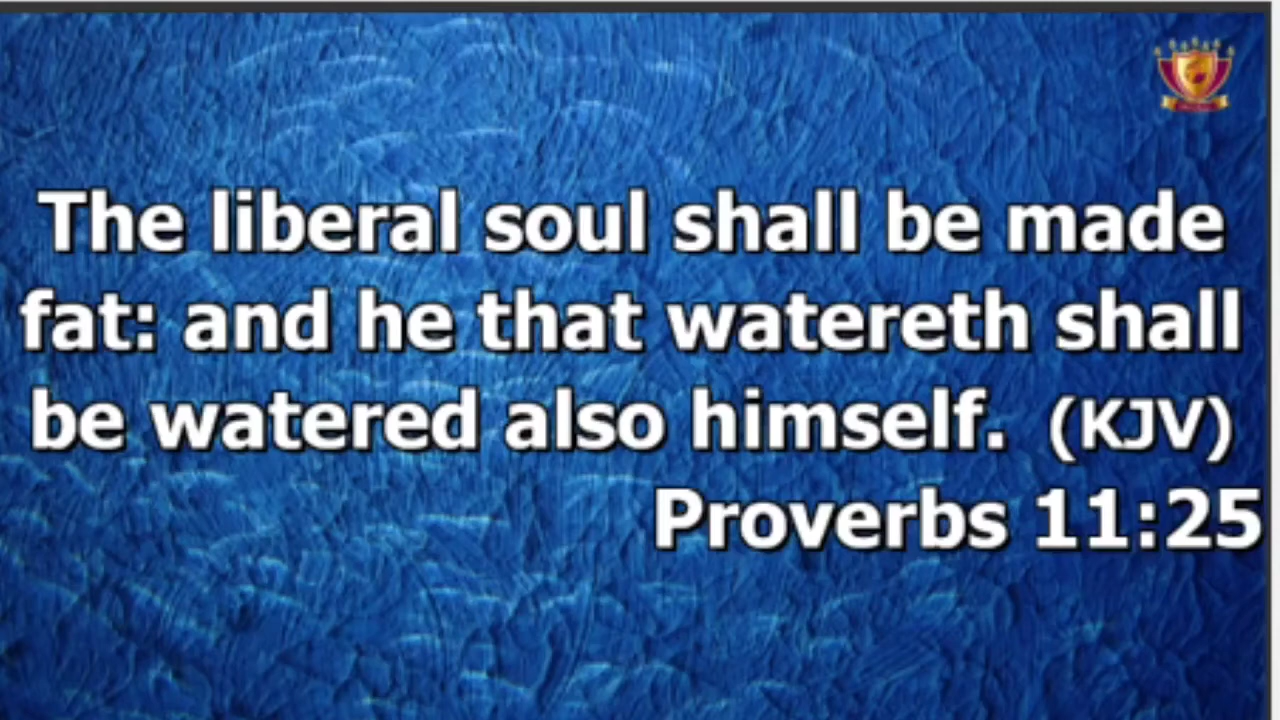 The liberal soul shall be made
fat: and he that watereth shall
be watered also himself. (KJV)
Proverbs 11:25